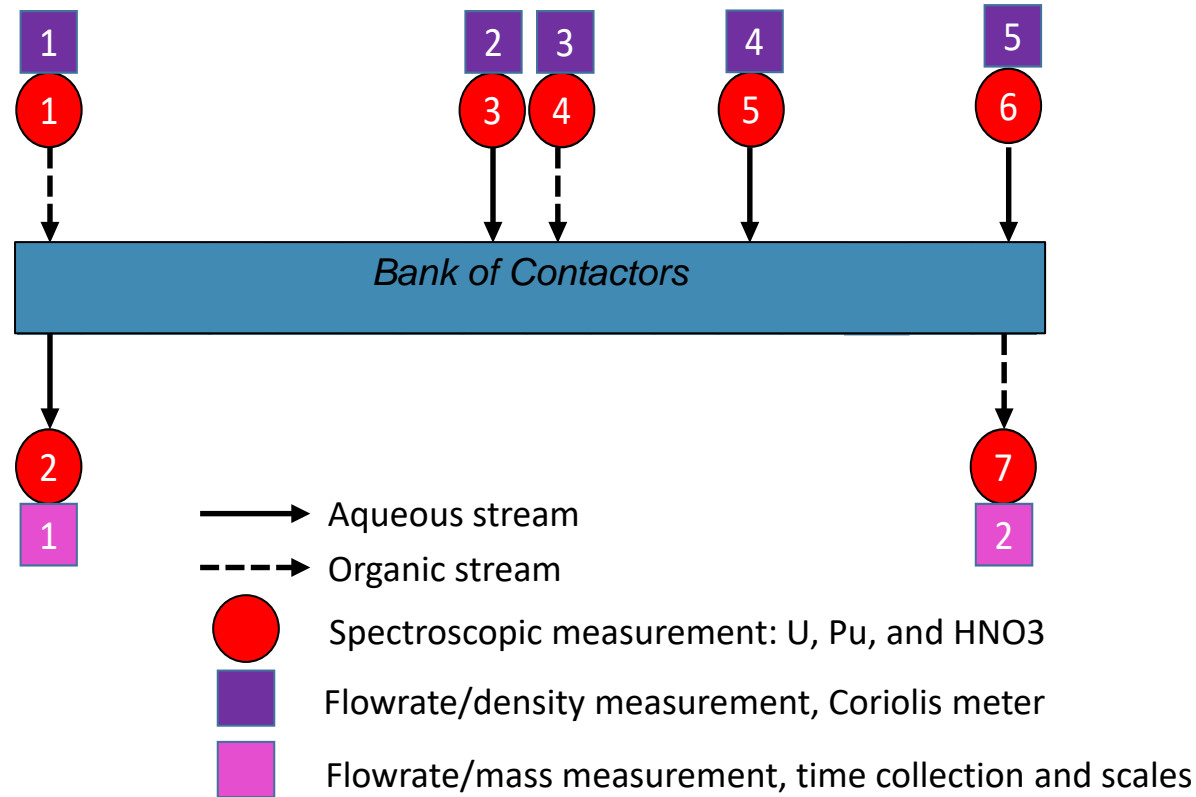 1 2 3 4 5
1 3 4 5 6
Bank of Contactors
2 7
1 2
Aqueous stream
Organic stream
Spectroscopic measurement: U, Pu, and HNO3
Flowrate/density measurement, Coriolis meter
Flowrate/mass measurement, time collection and scales